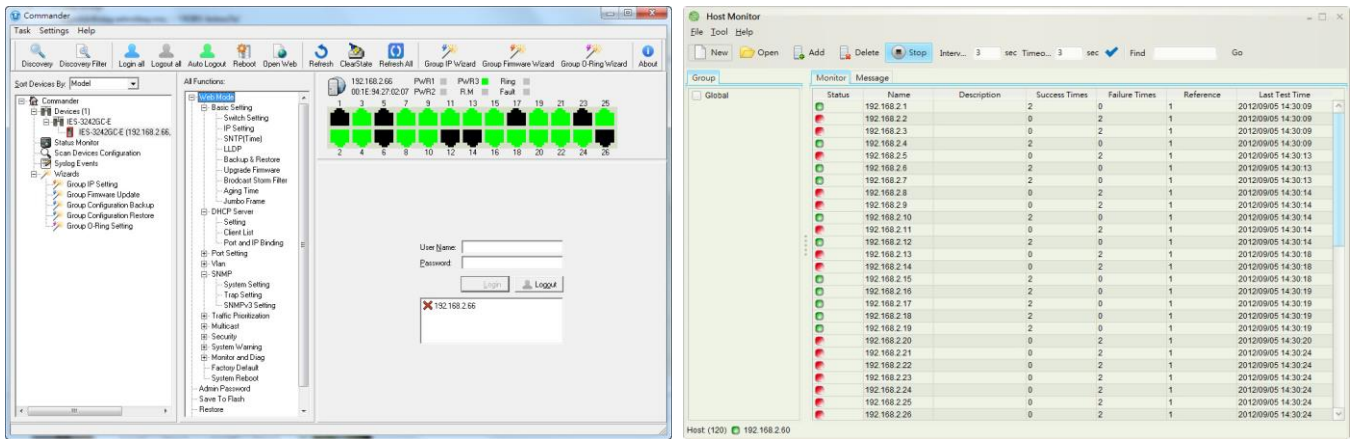 Commander
Task Settings Help
Discovery Discovery Filter Login all Logout all Auto Logout Reboot Open Web Refresh ClearState Refresh All Group IP Wizard Group Firmware Wizard Group O-Ring Wizard About
Sort Devices By: Model
Commander
Devices (1)
IES-3242GC-E
IES-3242GC-E (192.168.2.66,
Status Monitor
Scan Devices Configuration
Syslog Events
Wizards
Group IP Setting
Group Firmware Update
Group Configuration Backup
Group Configuration Restore
Group O-Ring Setting
All Functions:
Web Mode
Basic Setting
Switch Setting
IP Setting
SNTP(Time)
LLDP
Backup & Restore
Upgrade Firmware
Brodcast Storm Filter
Aging Time
Jumbo Frame
DHCP Server
Setting
Client List
Port and IP Binding
Port Setting
Vlan
SNMP
System Setting
Trap Setting
SNMPv3 Setting
Traffic Prioritization
Multicast
Security
System Warning
Monitor and Diag
Factory Default
System Reboot
Admin Password
Save To Flash
Restore
192.168.2.66 PWR1 PWR3 Ring
00:1E:94:27:02:07 PWR2 R.M Fault
1 3 5 7 9 11 13 15 17 19 21 23 25
2 4 6 8 10 12 14 16 18 20 22 24 26
User Name:
Password:
Login Logout
192.168.2.66
Host Monitor
File Tool Help
New Open Add Delete Stop Interv... 3 sec Timeo... 3 sec Find Go
Group
Global
Monitor Message
Status Name Description Success Times Failure Times Reference Last Test Time
192.168.2.1 2 0 1 2012/09/05 14:30:09
192.168.2.2 0 2 1 2012/09/05 14:30:09
192.168.2.3 0 2 1 2012/09/05 14:30:09
192.168.2.4 2 0 1 2012/09/05 14:30:09
192.168.2.5 0 2 1 2012/09/05 14:30:13
192.168.2.6 2 0 1 2012/09/05 14:30:13
192.168.2.7 2 0 1 2012/09/05 14:30:13
192.168.2.8 0 2 1 2012/09/05 14:30:14
192.168.2.9 0 2 1 2012/09/05 14:30:14
192.168.2.10 2 0 1 2012/09/05 14:30:14
192.168.2.11 0 2 1 2012/09/05 14:30:14
192.168.2.12 2 0 1 2012/09/05 14:30:14
192.168.2.13 0 2 1 2012/09/05 14:30:18
192.168.2.14 0 2 1 2012/09/05 14:30:18
192.168.2.15 2 0 1 2012/09/05 14:30:18
192.168.2.16 2 0 1 2012/09/05 14:30:19
192.168.2.17 2 0 1 2012/09/05 14:30:19
192.168.2.18 2 0 1 2012/09/05 14:30:19
192.168.2.19 2 0 1 2012/09/05 14:30:19
192.168.2.20 0 2 1 2012/09/05 14:30:20
192.168.2.21 0 2 1 2012/09/05 14:30:24
192.168.2.22 0 2 1 2012/09/05 14:30:24
192.168.2.23 0 2 1 2012/09/05 14:30:24
192.168.2.24 0 2 1 2012/09/05 14:30:24
192.168.2.25 0 2 1 2012/09/05 14:30:24
192.168.2.26 0 2 1 2012/09/05 14:30:24
Host: (120) 192.168.2.60